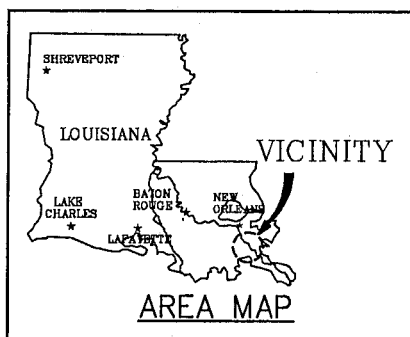 SHREVEPORT
LOUISIANA
VICINITY
BATON
ROUGE
NEW
ORLEANS
LAKE
CHARLES
LAFAYETTE
AREA MAP